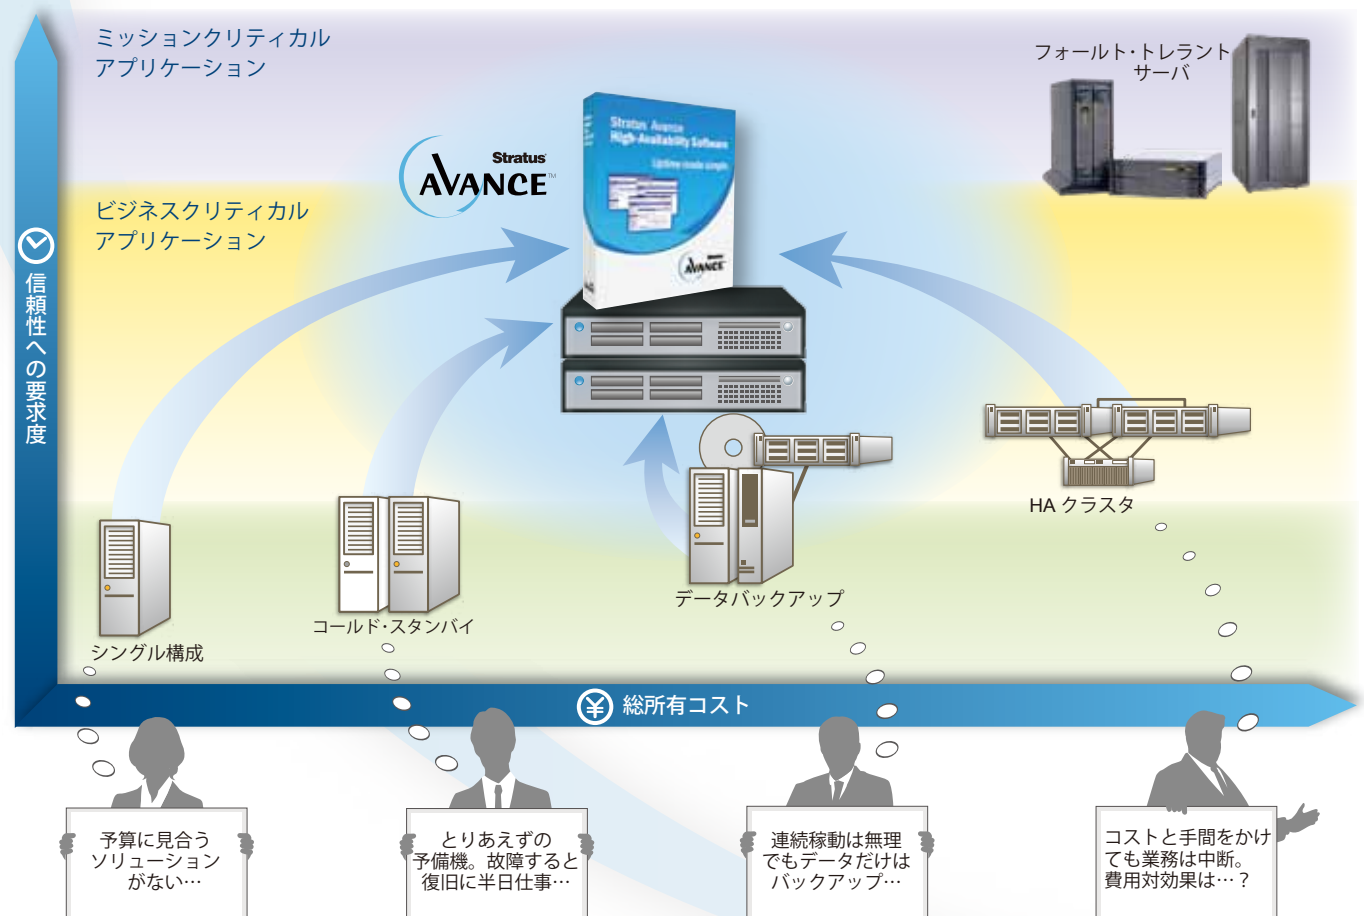 ミッションクリティカル
アプリケーション
フォールト・トレラント
サーバ
Stratus
AVANCE™
Stratus Avance
High-Availability Software
Uptime made simple
AVANCE
ビジネスクリティカル
アプリケーション
信頼性への要求度
HA クラスタ
データバックアップ
コールド・スタンバイ
シングル構成
¥ 総所有コスト
予算に見合う
ソリューション
がない…
とりあえずの
予備機。故障すると
復旧に半日仕事…
連続稼動は無理
でもデータだけは
バックアップ…
コストと手間をかけ
ても業務は中断。
費用対効果は…？